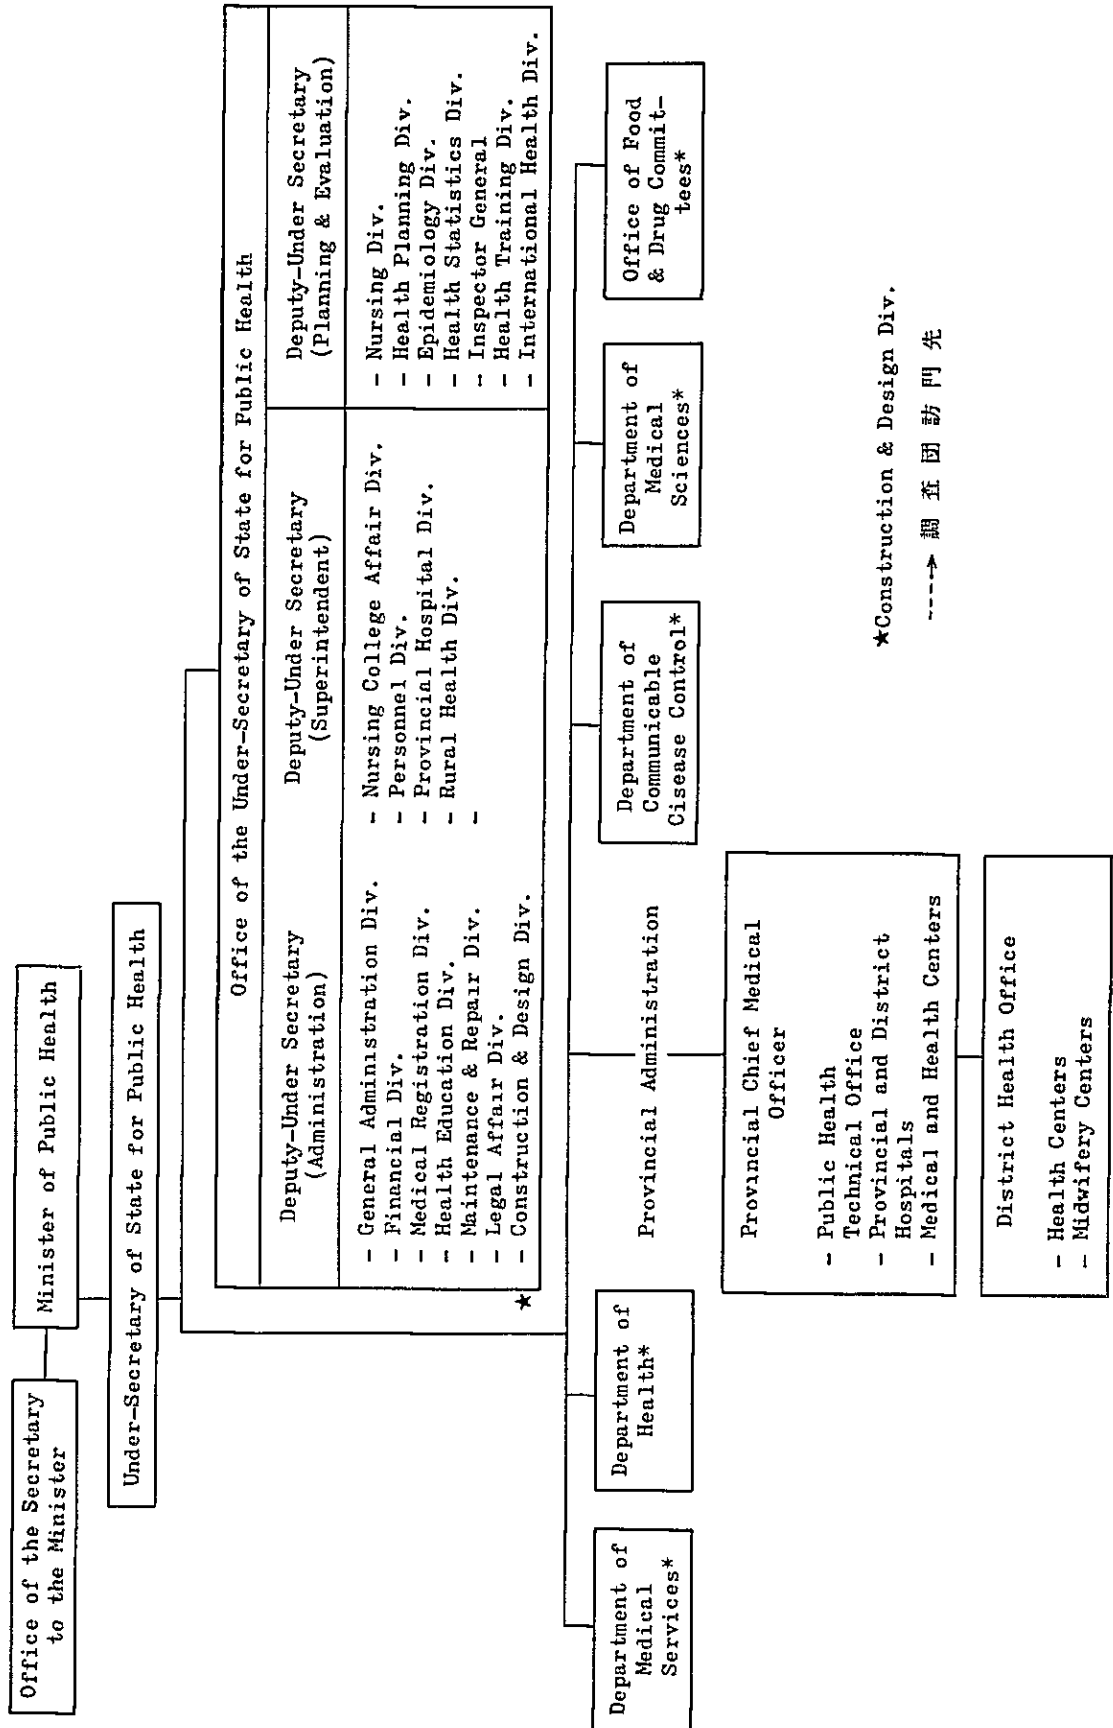 Office of the Secretary
to the Minister
Minister of Public Health
Under-Secretary of State for Public Health
Office of the Under-Secretary of State for Public Health
Deputy-Under Secretary
(Administration)
- General Administration Div.
- Financial Div.
- Medical Registration Div.
- Health Education Div.
- Maintenance & Repair Div.
- Legal Affair Div.
★ - Construction & Design Div.
Deputy-Under Secretary
(Superintendent)
- Nursing College Affair Div.
- Personnel Div.
- Provincial Hospital Div.
- Rural Health Div.
-
Deputy-Under Secretary
(Planning & Evaluation)
- Nursing Div.
- Health Planning Div.
- Epidemiology Div.
- Health Statistics Div.
- Inspector General
- Health Training Div.
- International Health Div.
Department of
Medical
Services*
Department of
Health*
Provincial Administration
Department of
Communicable
Cisease Control*
Department of
Medical
Sciences*
Office of Food
& Drug Commit-
tees*
Provincial Chief Medical
Officer
- Public Health
Technical Office
- Provincial and District
Hospitals
- Medical and Health Centers
District Health Office
- Health Centers
- Midwifery Centers
★Construction & Design Div.
----→ 調査団訪門先